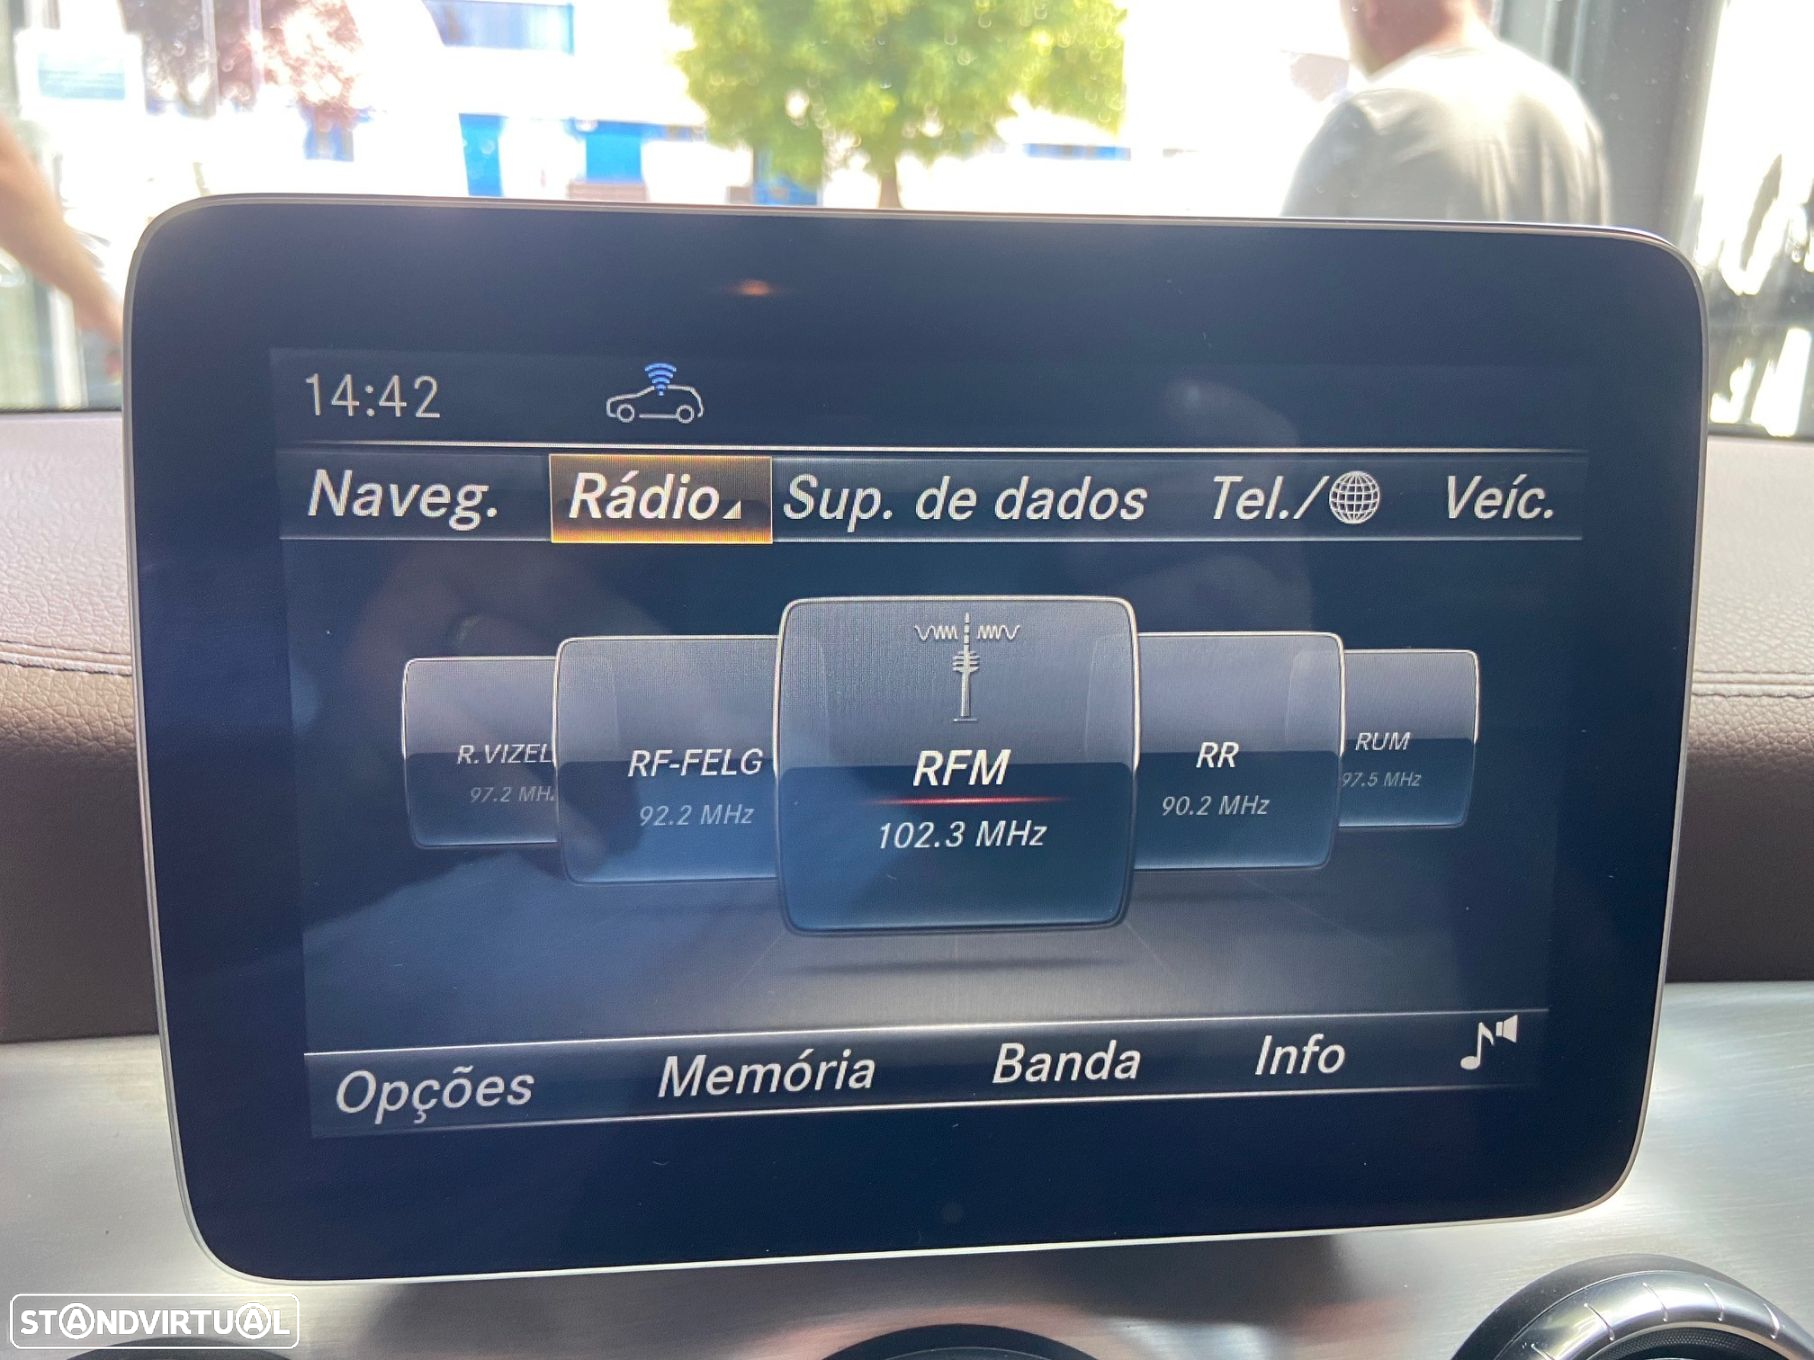 14:42
Naveg. Rádio Sup. de dados Tel./ Veíc.
R.VIZEL RF-FELG RFM RR RUM
97.2 MHz 92.2 MHz 102.3 MHz 90.2 MHz 97.5 MHz
Opções Memória Banda Info
STANDVIRTUAL